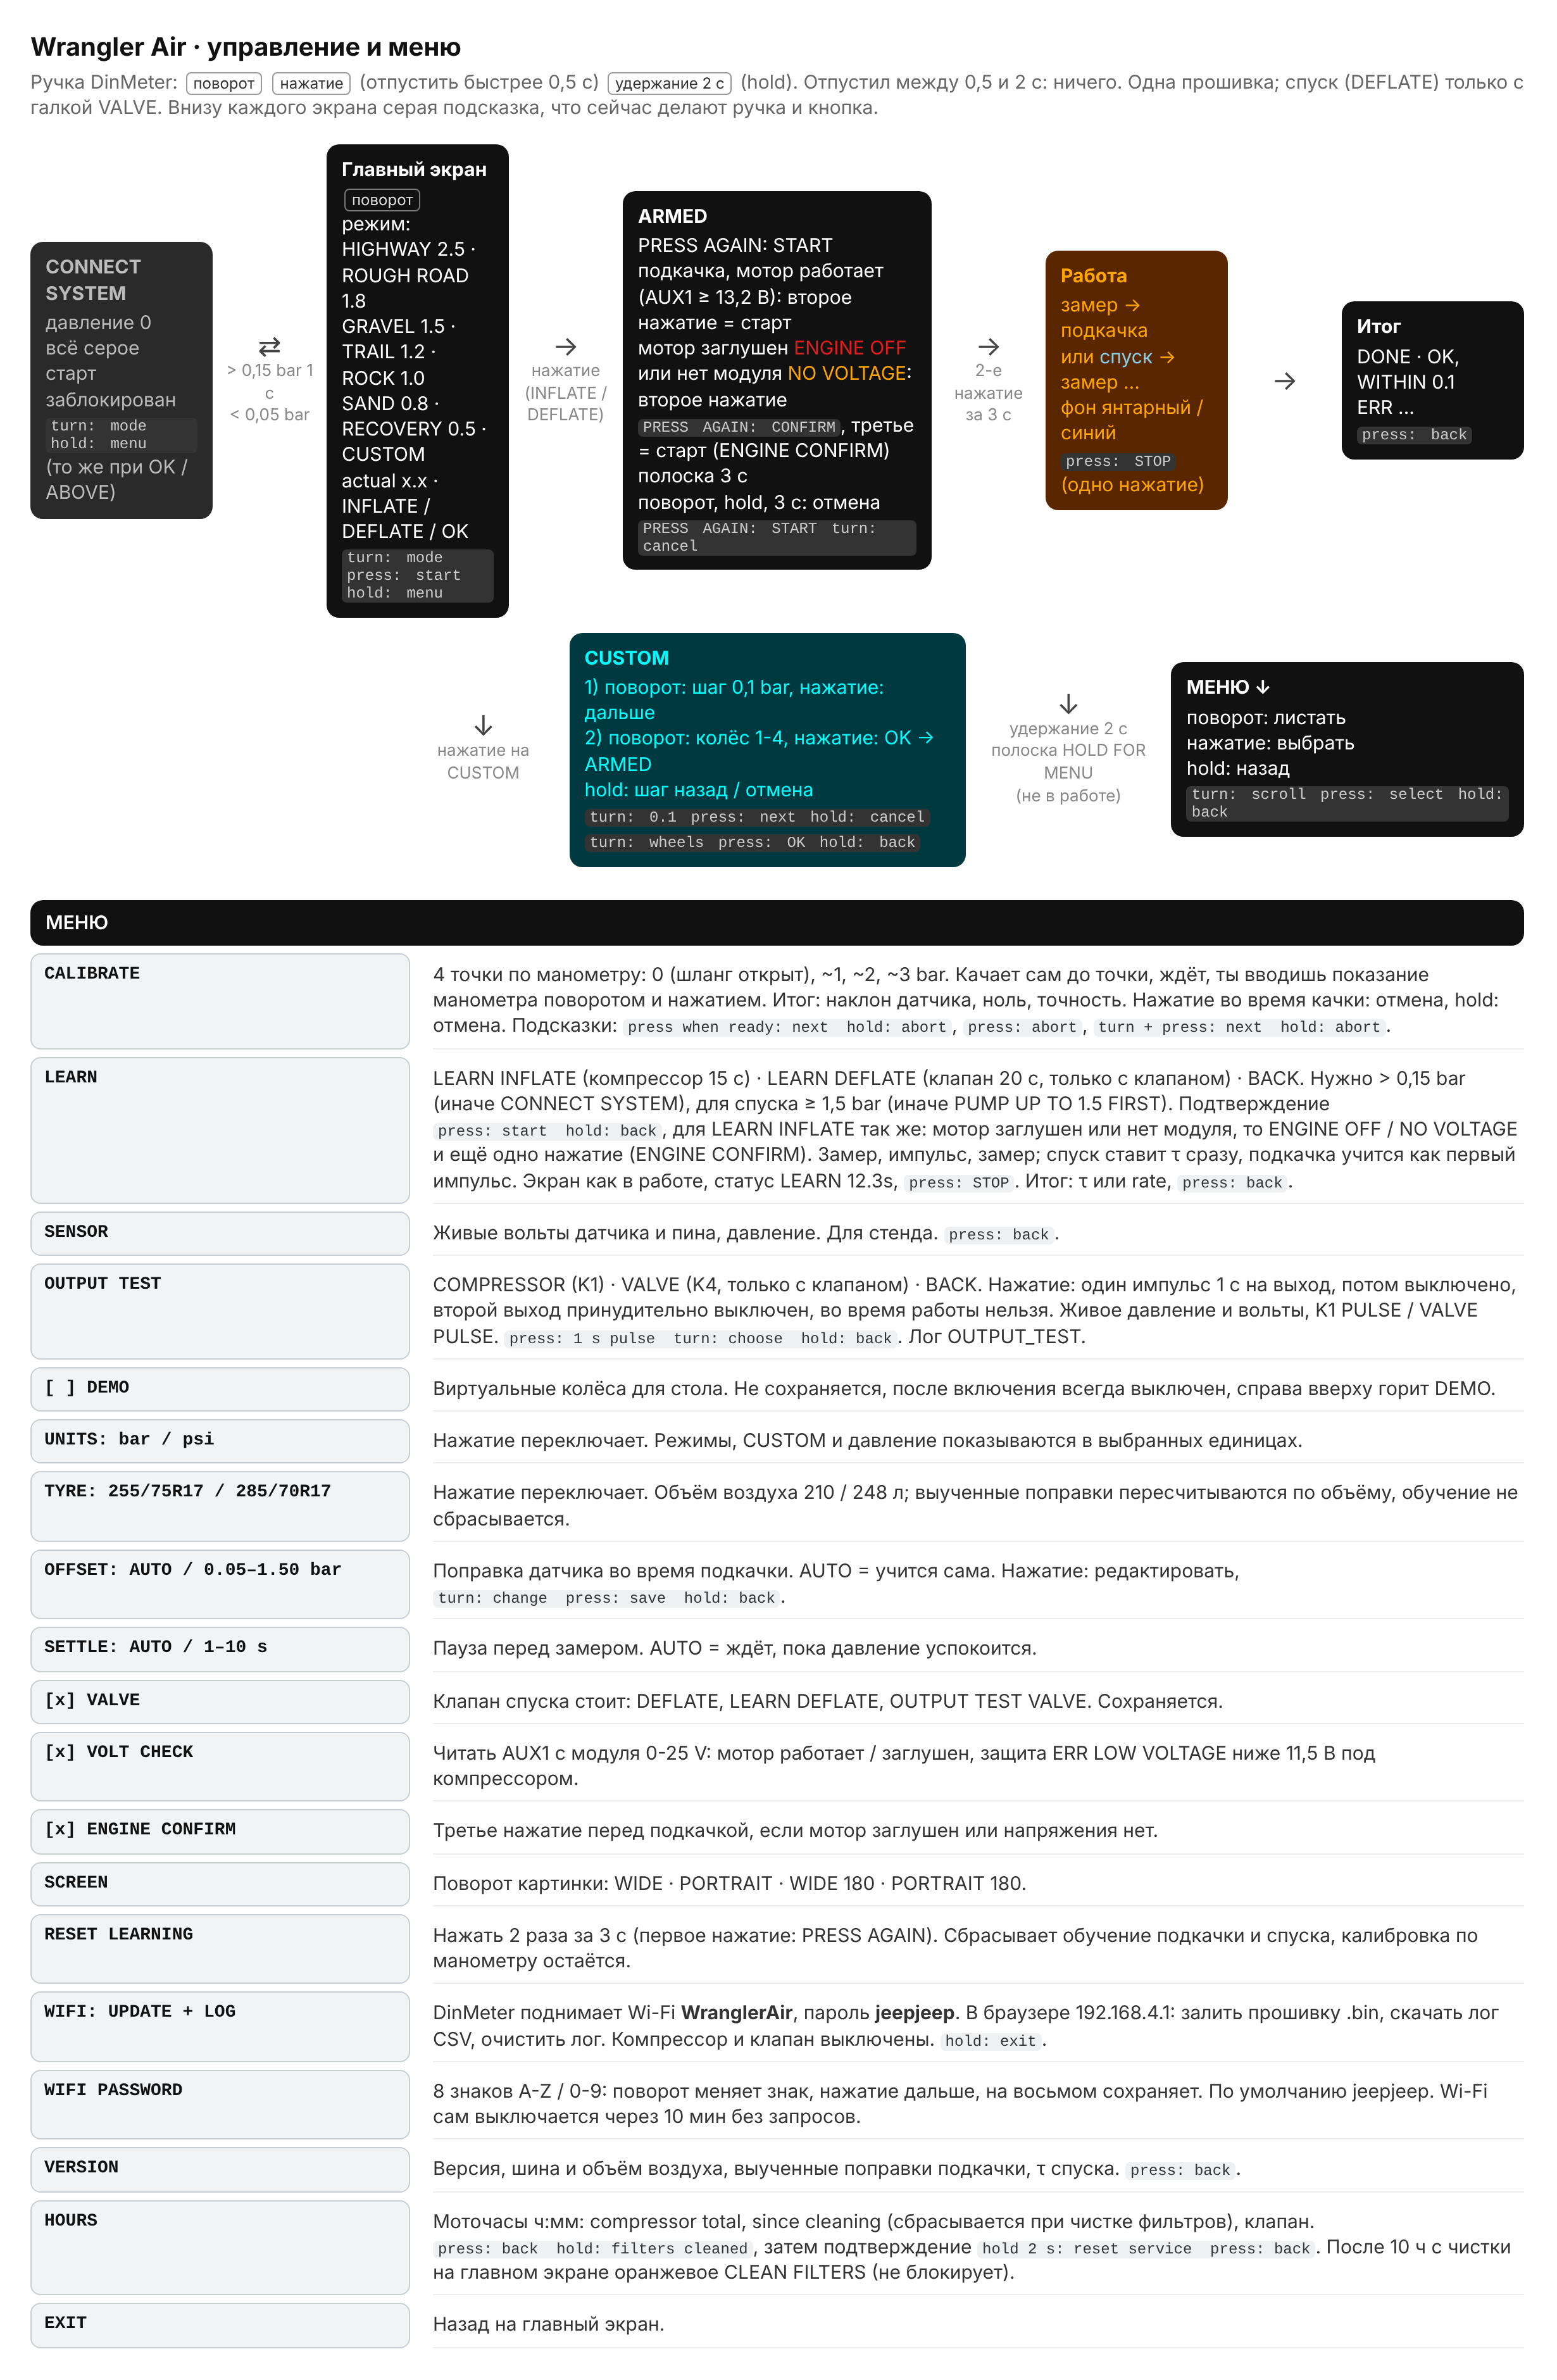 Wrangler Air · управление и меню
Ручка DinMeter: поворот нажатие (отпустить быстрее 0,5 с) удержание 2 с (hold). Отпустил между 0,5 и 2 с: ничего. Одна прошивка; спуск (DEFLATE) только с
галкой VALVE. Внизу каждого экрана серая подсказка, что сейчас делают ручка и кнопка.
CONNECT
SYSTEM
давление 0
всё серое
старт
заблокирован
turn: mode
hold: menu
(то же при OK /
ABOVE)
⇄
> 0,15 bar 1
с
< 0,05 bar
Главный экран
поворот
режим:
HIGHWAY 2.5 ·
ROUGH ROAD
1.8
GRAVEL 1.5 ·
TRAIL 1.2 ·
ROCK 1.0
SAND 0.8 ·
RECOVERY 0.5 ·
CUSTOM
actual x.x ·
INFLATE /
DEFLATE / OK
turn: mode
press: start
hold: menu
→
нажатие
(INFLATE /
DEFLATE)
ARMED
PRESS AGAIN: START
подкачка, мотор работает
(AUX1 ≥ 13,2 В): второе
нажатие = старт
мотор заглушен ENGINE OFF
или нет модуля NO VOLTAGE:
второе нажатие
PRESS AGAIN: CONFIRM, третье
= старт (ENGINE CONFIRM)
полоска 3 с
поворот, hold, 3 с: отмена
PRESS AGAIN: START turn:
cancel
→
2-е
нажатие
за 3 с
Работа
замер →
подкачка
или спуск →
замер ...
фон янтарный /
синий
press: STOP
(одно нажатие)
→
Итог
DONE · OK,
WITHIN 0.1
ERR ...
press: back
↓
нажатие на
CUSTOM
CUSTOM
1) поворот: шаг 0,1 bar, нажатие:
дальше
2) поворот: колёс 1-4, нажатие: OK →
ARMED
hold: шаг назад / отмена
turn: 0.1 press: next hold: cancel
turn: wheels press: OK hold: back
↓
удержание 2 с
полоска HOLD FOR
MENU
(не в работе)
МЕНЮ ↓
поворот: листать
нажатие: выбрать
hold: назад
turn: scroll press: select hold:
back
МЕНЮ
CALIBRATE
4 точки по манометру: 0 (шланг открыт), ~1, ~2, ~3 bar. Качает сам до точки, ждёт, ты вводишь показание
манометра поворотом и нажатием. Итог: наклон датчика, ноль, точность. Нажатие во время качки: отмена, hold:
отмена. Подсказки: press when ready: next hold: abort, press: abort, turn + press: next hold: abort.
LEARN
LEARN INFLATE (компрессор 15 с) · LEARN DEFLATE (клапан 20 с, только с клапаном) · BACK. Нужно > 0,15 bar
(иначе CONNECT SYSTEM), для спуска ≥ 1,5 bar (иначе PUMP UP TO 1.5 FIRST). Подтверждение
press: start hold: back, для LEARN INFLATE так же: мотор заглушен или нет модуля, то ENGINE OFF / NO VOLTAGE
и ещё одно нажатие (ENGINE CONFIRM). Замер, импульс, замер; спуск ставит τ сразу, подкачка учится как первый
импульс. Экран как в работе, статус LEARN 12.3s, press: STOP. Итог: τ или rate, press: back.
SENSOR
Живые вольты датчика и пина, давление. Для стенда. press: back.
OUTPUT TEST
COMPRESSOR (K1) · VALVE (K4, только с клапаном) · BACK. Нажатие: один импульс 1 с на выход, потом выключено,
второй выход принудительно выключен, во время работы нельзя. Живое давление и вольты, K1 PULSE / VALVE
PULSE. press: 1 s pulse turn: choose hold: back. Лог OUTPUT_TEST.
[ ] DEMO
Виртуальные колёса для стола. Не сохраняется, после включения всегда выключен, справа вверху горит DEMO.
UNITS: bar / psi
Нажатие переключает. Режимы, CUSTOM и давление показываются в выбранных единицах.
TYRE: 255/75R17 / 285/70R17
Нажатие переключает. Объём воздуха 210 / 248 л; выученные поправки пересчитываются по объёму, обучение не
сбрасывается.
OFFSET: AUTO / 0.05–1.50 bar
Поправка датчика во время подкачки. AUTO = учится сама. Нажатие: редактировать,
turn: change press: save hold: back.
SETTLE: AUTO / 1–10 s
Пауза перед замером. AUTO = ждёт, пока давление успокоится.
[x] VALVE
Клапан спуска стоит: DEFLATE, LEARN DEFLATE, OUTPUT TEST VALVE. Сохраняется.
[x] VOLT CHECK
Читать AUX1 с модуля 0-25 V: мотор работает / заглушен, защита ERR LOW VOLTAGE ниже 11,5 В под
компрессором.
[x] ENGINE CONFIRM
Третье нажатие перед подкачкой, если мотор заглушен или напряжения нет.
SCREEN
Поворот картинки: WIDE · PORTRAIT · WIDE 180 · PORTRAIT 180.
RESET LEARNING
Нажать 2 раза за 3 с (первое нажатие: PRESS AGAIN). Сбрасывает обучение подкачки и спуска, калибровка по
манометру остаётся.
WIFI: UPDATE + LOG
DinMeter поднимает Wi-Fi WranglerAir, пароль jeepjeep. В браузере 192.168.4.1: залить прошивку .bin, скачать лог
CSV, очистить лог. Компрессор и клапан выключены. hold: exit.
WIFI PASSWORD
8 знаков A-Z / 0-9: поворот меняет знак, нажатие дальше, на восьмом сохраняет. По умолчанию jeepjeep. Wi-Fi
сам выключается через 10 мин без запросов.
VERSION
Версия, шина и объём воздуха, выученные поправки подкачки, τ спуска. press: back.
HOURS
Моточасы ч:мм: compressor total, since cleaning (сбрасывается при чистке фильтров), клапан.
press: back hold: filters cleaned, затем подтверждение hold 2 s: reset service press: back. После 10 ч с чистки
на главном экране оранжевое CLEAN FILTERS (не блокирует).
EXIT
Назад на главный экран.